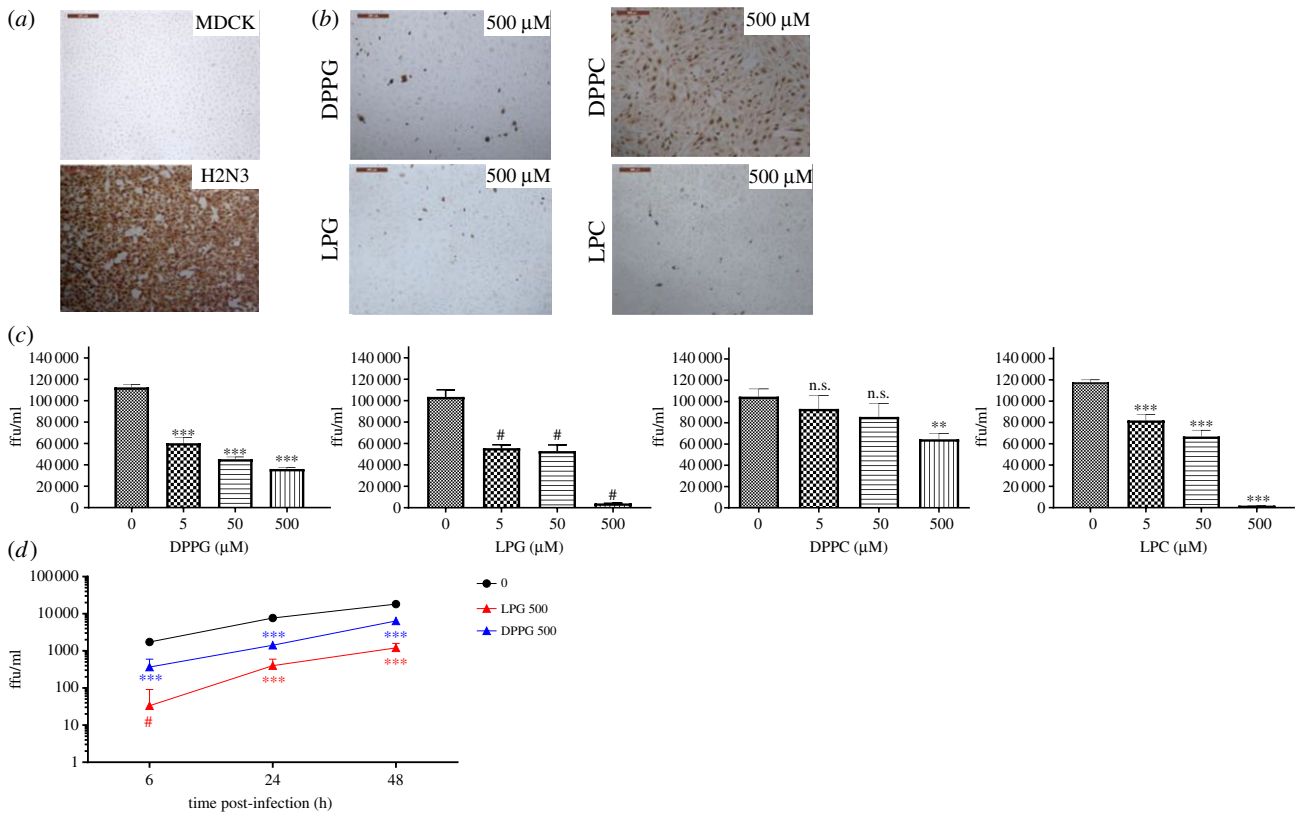 (a)
MDCK
H2N3
(b)
DPPG
500 µM
DPPC
500 µM
LPG
500 µM
LPC
500 µM
(c)
ffu/ml
140 000
120 000
100 000
80 000
60 000
40 000
20 000
0
***
***
***
0 5 50 500
DPPG (µM)
ffu/ml
140 000
120 000
100 000
80 000
60 000
40 000
20 000
0
#
#
#
0 5 50 500
LPG (µM)
ffu/ml
140 000
120 000
100 000
80 000
60 000
40 000
20 000
0
n.s.
n.s.
**
0 5 50 500
DPPC (µM)
ffu/ml
140 000
120 000
100 000
80 000
60 000
40 000
20 000
0
***
***
***
0 5 50 500
LPC (µM)
(d)
ffu/ml
100 000
10 000
1000
100
10
1
***
#
***
***
***
***
6 24 48
time post-infection (h)
0
LPG 500
DPPG 500